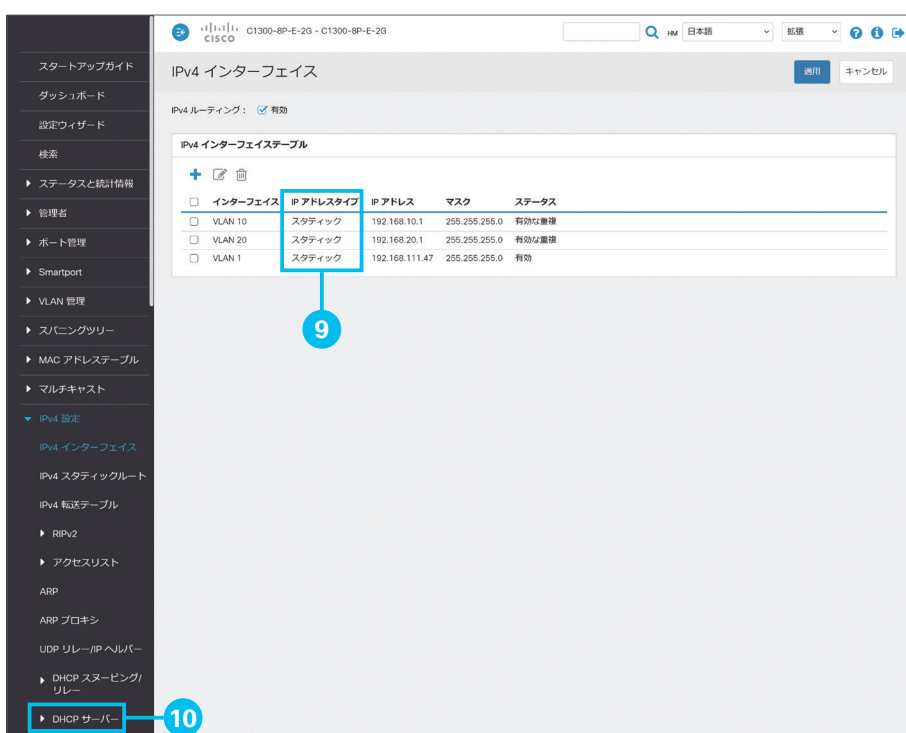 CISCO
C1300-8P-E-2G - C1300-8P-E-2G
HM
日本語
拡張
IPv4 インターフェイス
適用
キャンセル
IPv4 ルーティング： 有効
IPv4 インターフェイステーブル
インターフェイス IP アドレスタイプ IP アドレス マスク ステータス
VLAN 10 スタティック 192.168.10.1 255.255.255.0 有効な重複
VLAN 20 スタティック 192.168.20.1 255.255.255.0 有効な重複
VLAN 1 スタティック 192.168.111.47 255.255.255.0 有効
9
スタートアップガイド
ダッシュボード
設定ウィザード
検索
ステータスと統計情報
管理者
ポート管理
Smartport
VLAN 管理
スパニングツリー
MAC アドレステーブル
マルチキャスト
IPv4 設定
IPv4 インターフェイス
IPv4 スタティックルート
IPv4 転送テーブル
RIPv2
アクセスリスト
ARP
ARP プロキシ
UDP リレー/IP ヘルパー
DHCP スヌーピング/
リレー
DHCP サーバー
10